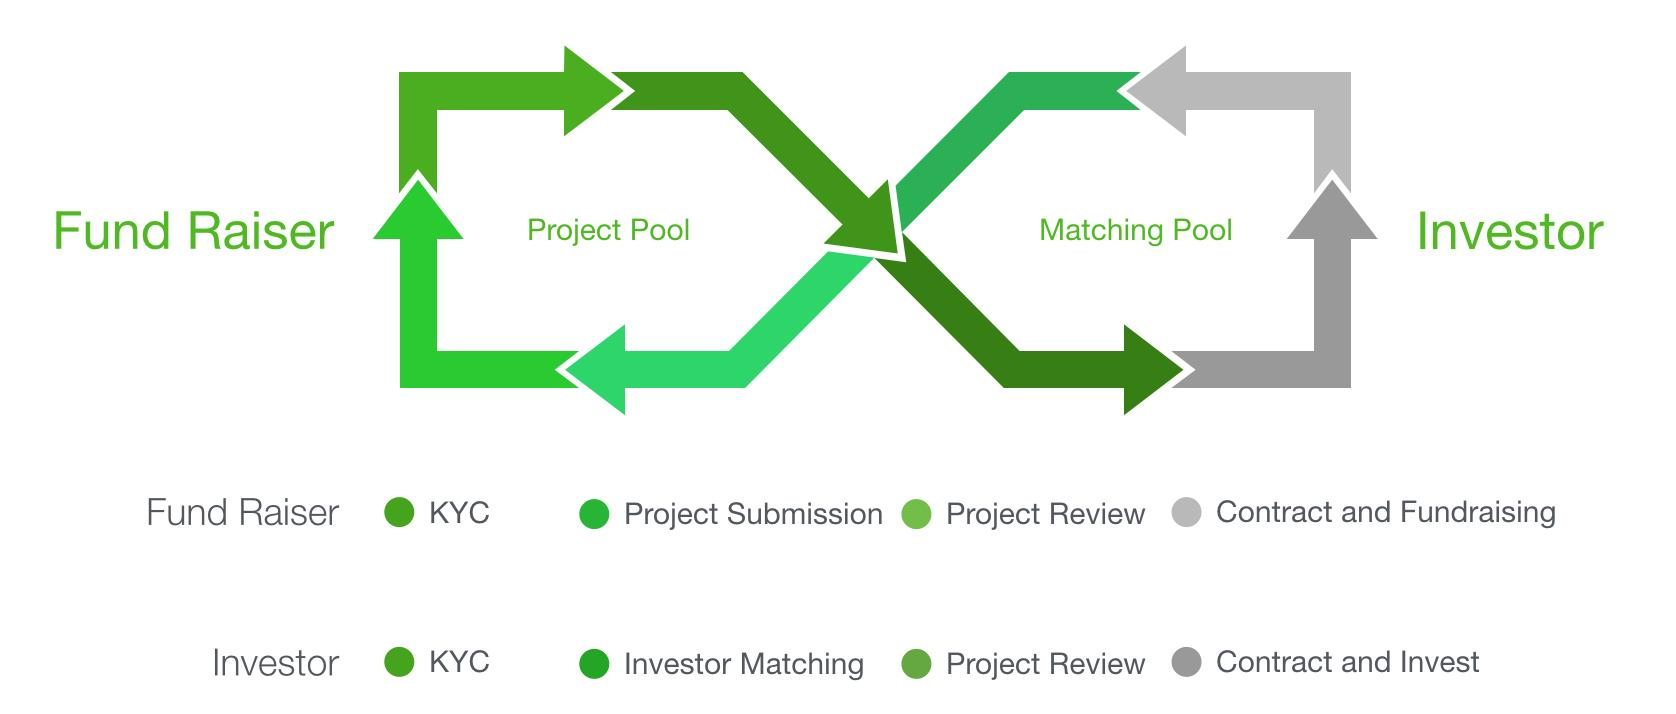 Fund Raiser
Project Pool
Matching Pool
Investor
Fund Raiser KYC Project Submission Project Review Contract and Fundraising
Investor KYC Investor Matching Project Review Contract and Invest